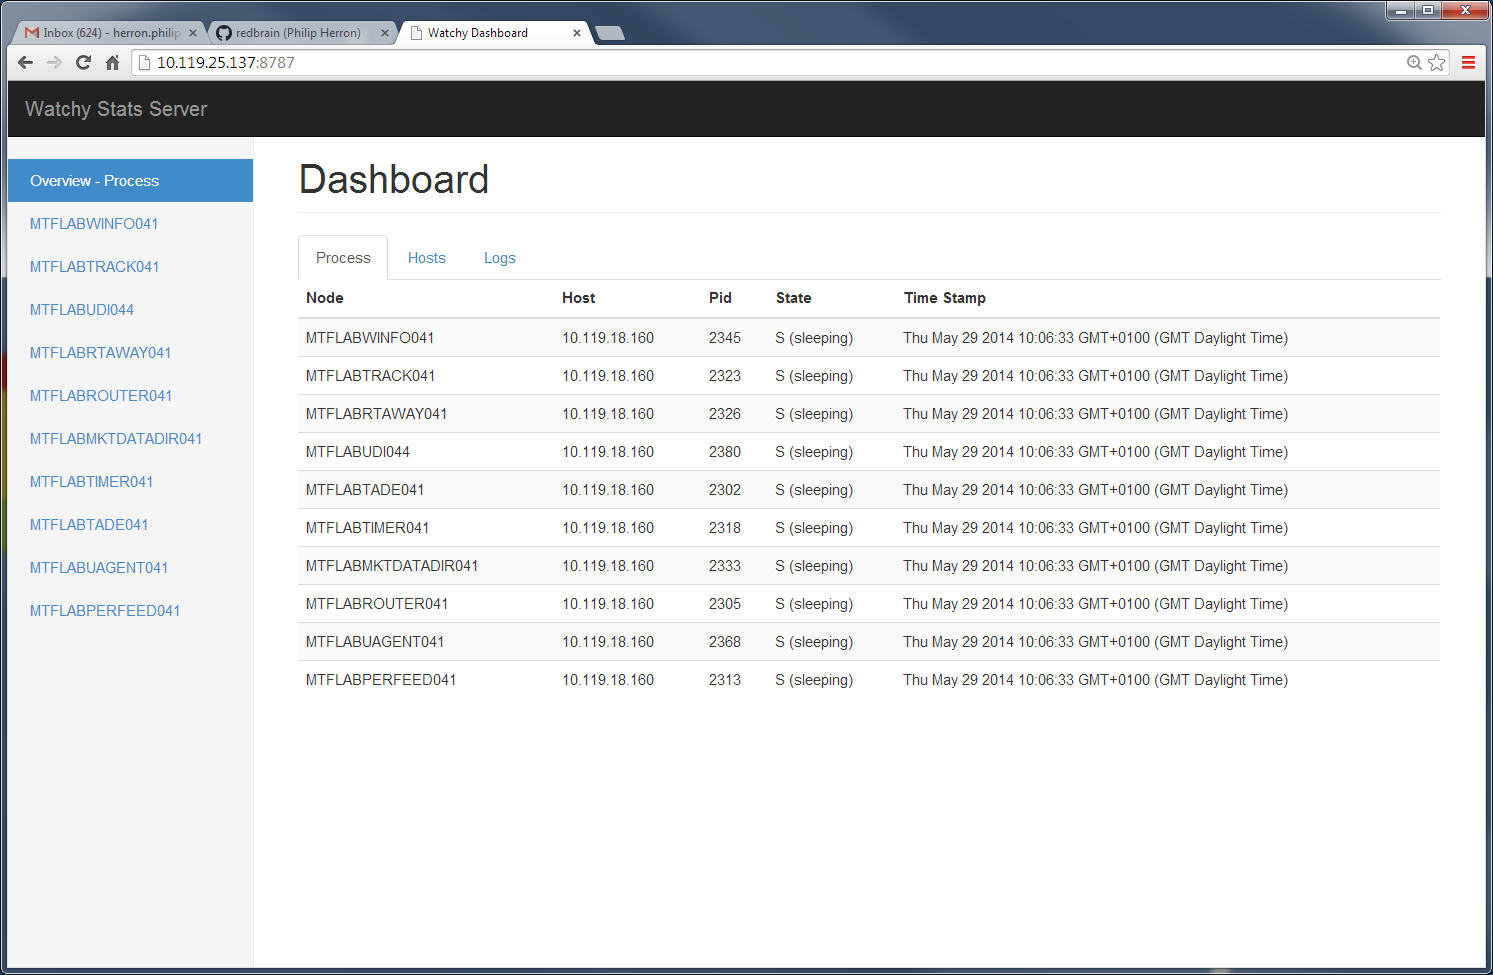 Inbox (624) - herron.philip
redbrain (Philip Herron)
Watchy Dashboard
10.119.25.137:8787
Watchy Stats Server
Overview - Process
MTFLABWINFO041
MTFLABTRACK041
MTFLABUDI044
MTFLABRTAWAY041
MTFLABROUTER041
MTFLABMKTDATADIR041
MTFLABTIMER041
MTFLABTADE041
MTFLABUAGENT041
MTFLABPERFEED041
Dashboard
Process Hosts Logs
Node Host Pid State Time Stamp
MTFLABWINFO041 10.119.18.160 2345 S (sleeping) Thu May 29 2014 10:06:33 GMT+0100 (GMT Daylight Time)
MTFLABTRACK041 10.119.18.160 2323 S (sleeping) Thu May 29 2014 10:06:33 GMT+0100 (GMT Daylight Time)
MTFLABRTAWAY041 10.119.18.160 2326 S (sleeping) Thu May 29 2014 10:06:33 GMT+0100 (GMT Daylight Time)
MTFLABUDI044 10.119.18.160 2380 S (sleeping) Thu May 29 2014 10:06:33 GMT+0100 (GMT Daylight Time)
MTFLABTADE041 10.119.18.160 2302 S (sleeping) Thu May 29 2014 10:06:33 GMT+0100 (GMT Daylight Time)
MTFLABTIMER041 10.119.18.160 2318 S (sleeping) Thu May 29 2014 10:06:33 GMT+0100 (GMT Daylight Time)
MTFLABMKTDATADIR041 10.119.18.160 2333 S (sleeping) Thu May 29 2014 10:06:33 GMT+0100 (GMT Daylight Time)
MTFLABROUTER041 10.119.18.160 2305 S (sleeping) Thu May 29 2014 10:06:33 GMT+0100 (GMT Daylight Time)
MTFLABUAGENT041 10.119.18.160 2368 S (sleeping) Thu May 29 2014 10:06:33 GMT+0100 (GMT Daylight Time)
MTFLABPERFEED041 10.119.18.160 2313 S (sleeping) Thu May 29 2014 10:06:33 GMT+0100 (GMT Daylight Time)